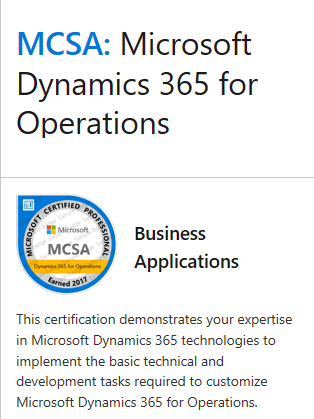 MCSA: Microsoft
Dynamics 365 for
Operations
MICROSOFT CERTIFIED PROFESSIONAL
Microsoft
MCSA
Dynamics 365 for Operations
Earned 2017
Business
Applications
This certification demonstrates your expertise
in Microsoft Dynamics 365 technologies to
implement the basic technical and
development tasks required to customize
Microsoft Dynamics 365 for Operations.